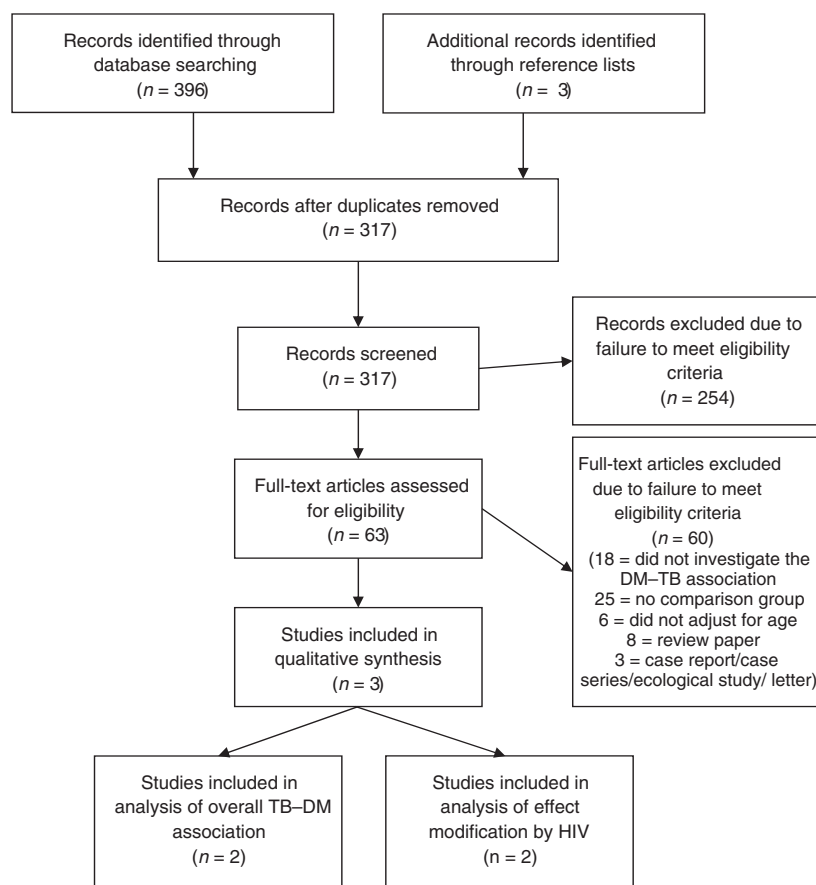 Records identified through
database searching
(n = 396)
Additional records identified
through reference lists
(n = 3)
Records after duplicates removed
(n = 317)
Records screened
(n = 317)
Records excluded due to
failure to meet eligibility
criteria
(n = 254)
Full-text articles assessed
for eligibility
(n = 63)
Full-text articles excluded
due to failure to meet
eligibility criteria
(n = 60)
(18 = did not investigate the
DM–TB association
25 = no comparison group
6 = did not adjust for age
8 = review paper
3 = case report/case
series/ecological study/ letter)
Studies included in
qualitative synthesis
(n = 3)
Studies included in
analysis of overall TB–DM
association
(n = 2)
Studies included in
analysis of effect
modification by HIV
(n = 2)